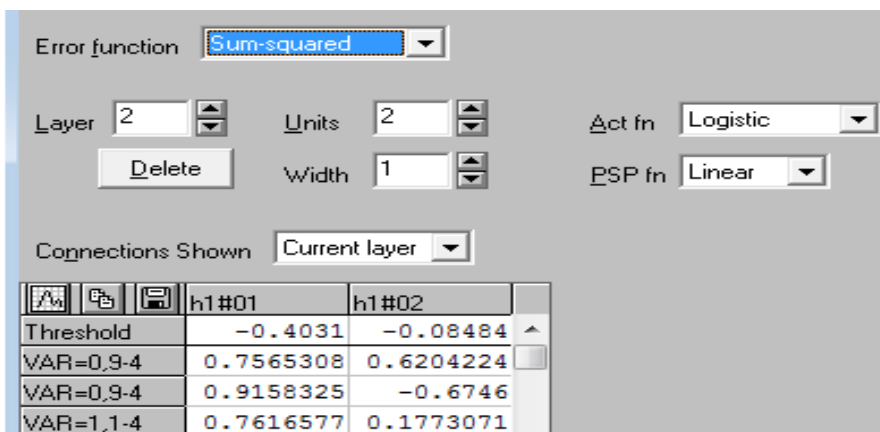 Error function Sum-squared
Layer 2 Units 2 Act fn Logistic
Delete Width 1 PSP fn Linear
Connections Shown Current layer
h1#01 h1#02
Threshold -0.4031 -0.08484
VAR=0,9-4 0.7565308 0.6204224
VAR=0,9-4 0.9158325 -0.6746
VAR=1,1-4 0.7616577 0.1773071